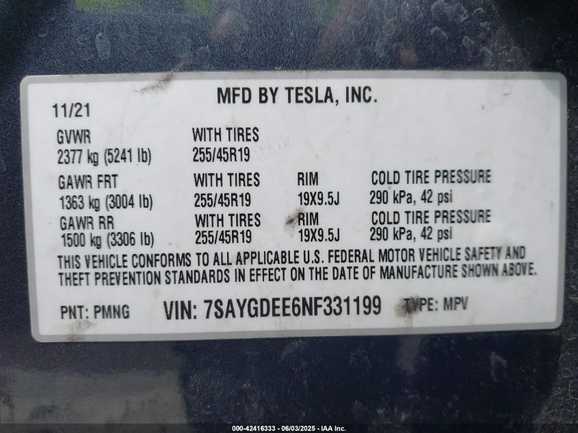 MFD BY TESLA, INC.
11/21
GVWR WITH TIRES
2377 kg (5241 lb) 255/45R19
GAWR FRT WITH TIRES RIM COLD TIRE PRESSURE
1363 kg (3004 lb) 255/45R19 19X9.5J 290 kPa, 42 psi
GAWR RR WITH TIRES RIM COLD TIRE PRESSURE
1500 kg (3306 lb) 255/45R19 19X9.5J 290 kPa, 42 psi
THIS VEHICLE CONFORMS TO ALL APPLICABLE U.S. FEDERAL MOTOR VEHICLE SAFETY AND
THEFT PREVENTION STANDARDS IN EFFECT ON THE DATE OF MANUFACTURE SHOWN ABOVE.
PNT: PMNG VIN: 7SAYGDEE6NF331199 TYPE: MPV
000-42416333 - 06/03/2025 - IAA Inc.